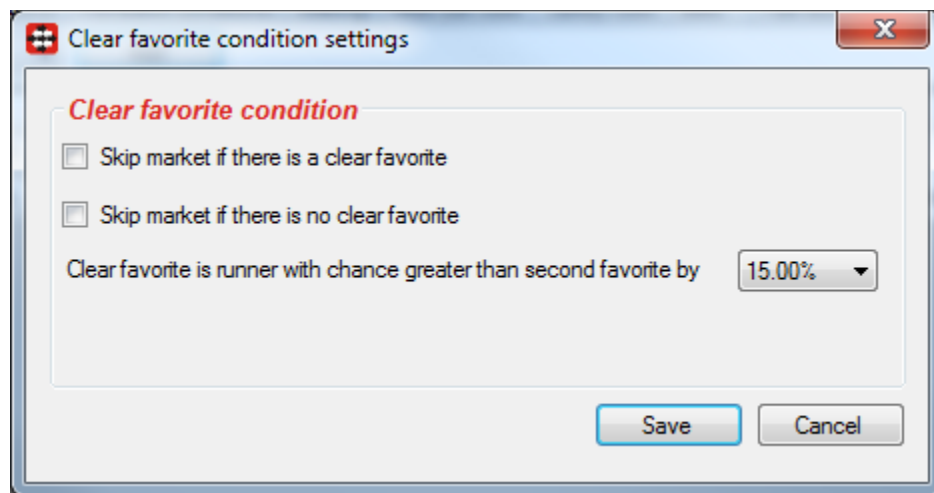 Clear favorite condition settings
Clear favorite condition
Skip market if there is a clear favorite
Skip market if there is no clear favorite
Clear favorite is runner with chance greater than second favorite by 15.00%
Save Cancel